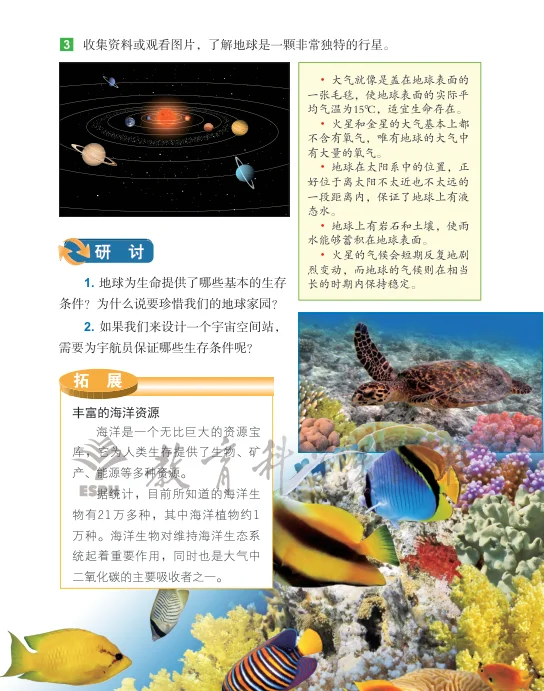 3 收集资料或观看图片，了解地球是一颗非常独特的行星。
• 大气就像是盖在地球表面的
一张毛毯，使地球表面的实际平
均气温为15℃，适宜生命存在。
• 火星和金星的大气基本上都
不含有氧气，唯有地球的大气中
有大量的氧气。
• 地球在太阳系中的位置，正
好位于离太阳不太近也不太远的
一段距离内，保证了地球上有液
态水。
• 地球上有岩石和土壤，使雨
水能够蓄积在地球表面。
• 火星的气候会短期反复地剧
烈变动，而地球的气候则在相当
长的时期内保持稳定。
研 讨
1. 地球为生命提供了哪些基本的生存
条件？为什么说要珍惜我们的地球家园？
2. 如果我们来设计一个宇宙空间站，
需要为宇航员保证哪些生存条件呢？
拓 展
丰富的海洋资源
海洋是一个无比巨大的资源宝
库，它为人类生存提供了生物、矿
产、能源等多种资源。
据统计，目前所知道的海洋生
物有21万多种，其中海洋植物约1
万种。海洋生物对维持海洋生态系
统起着重要作用，同时也是大气中
二氧化碳的主要吸收者之一。
ESPH
教育科学